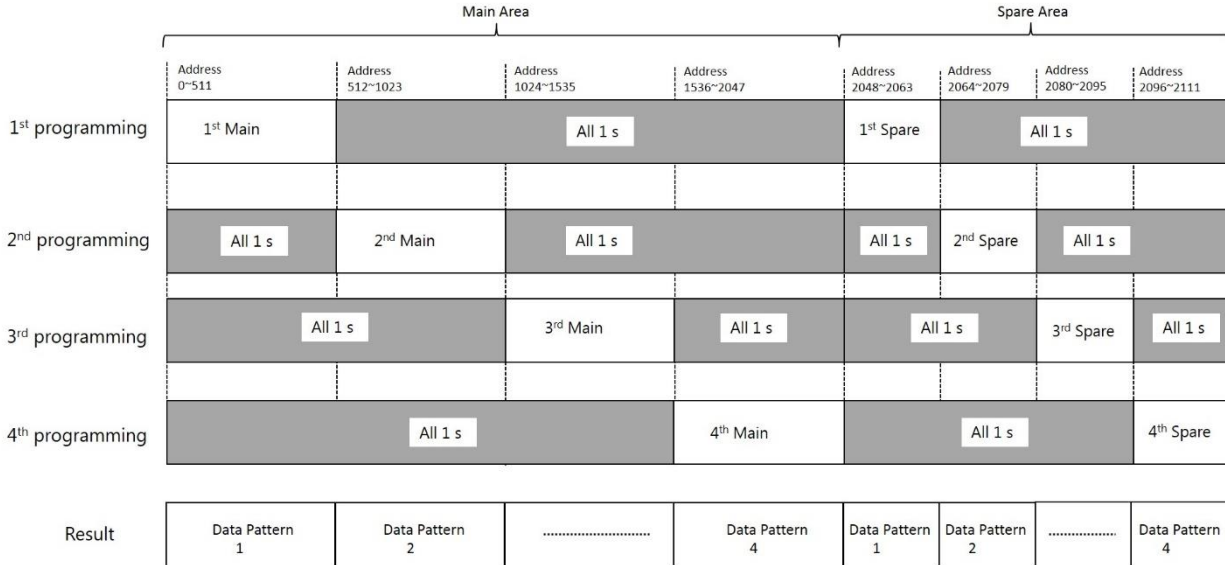 Main Area Spare Area
Address Address Address Address Address Address Address Address
0~511 512~1023 1024~1535 1536~2047 2048~2063 2064~2079 2080~2095 2096~2111
1st programming 1st Main All 1 s 1st Spare All 1 s
2nd programming All 1 s 2nd Main All 1 s All 1 s 2nd Spare All 1 s
3rd programming All 1 s 3rd Main All 1 s All 1 s 3rd Spare All 1 s
4th programming All 1 s 4th Main All 1 s 4th Spare
Result Data Pattern Data Pattern .................... Data Pattern Data Pattern Data Pattern ............ Data Pattern
1 2 4 1 2 4